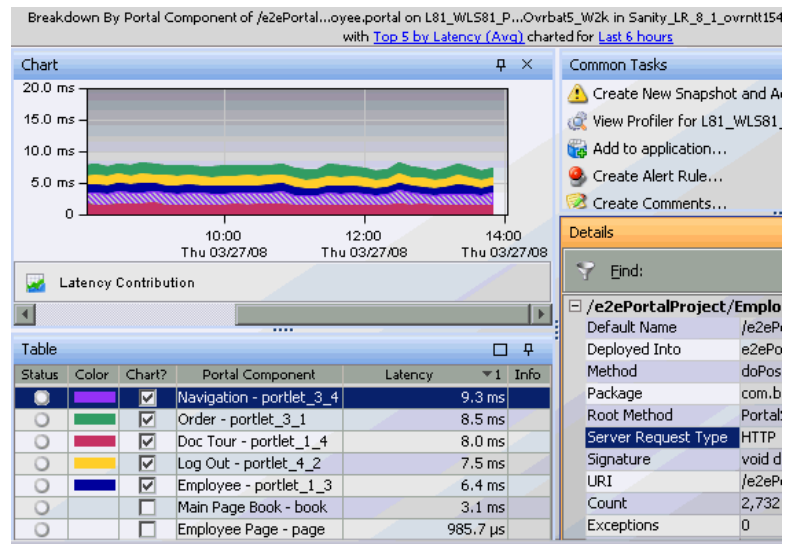 Breakdown By Portal Component of /e2ePortal...oyee.portal on L81_WLS81_P...Ovrbat5_W2k in Sanity_LR_8_1_ovrntt154
with Top 5 by Latency (Avg) charted for Last 6 hours
Chart
20.0 ms
15.0 ms
10.0 ms
5.0 ms
0
10:00 12:00 14:00
Thu 03/27/08 Thu 03/27/08 Thu 03/27/08
Latency Contribution
Table
Status Color Chart? Portal Component Latency 1 Info
Navigation - portlet_3_4 9.3 ms
Order - portlet_3_1 8.5 ms
Doc Tour - portlet_1_4 8.0 ms
Log Out - portlet_4_2 7.5 ms
Employee - portlet_1_3 6.4 ms
Main Page Book - book 3.1 ms
Employee Page - page 985.7 µs
Common Tasks
Create New Snapshot and A
View Profiler for L81_WLS81_
Add to application...
Create Alert Rule...
Create Comments...
Details
Find:
/e2ePortalProject/Emplo
Default Name /e2eP
Deployed Into e2ePo
Method doPos
Package com.b
Root Method Portal
Server Request Type HTTP
Signature void d
URI /e2eP
Count 2,732
Exceptions 0